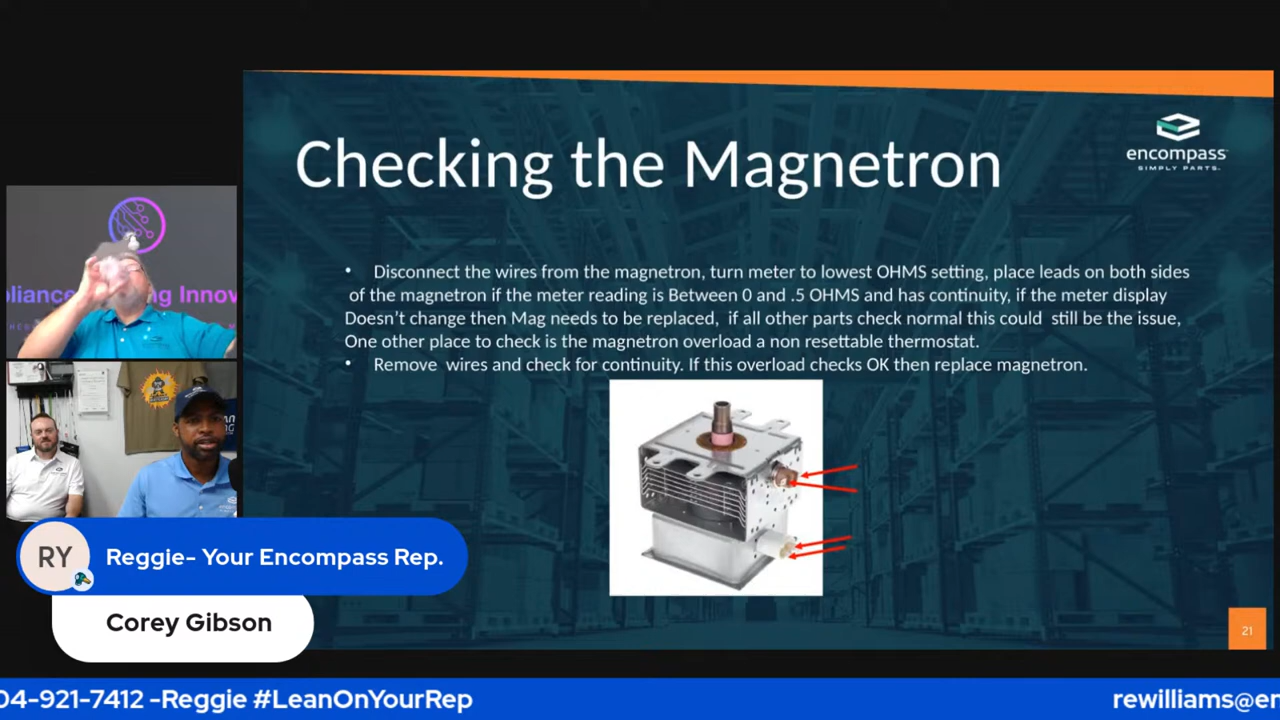 Checking the Magnetron
encompass
SIMPLY PARTS.
• Disconnect the wires from the magnetron, turn meter to lowest OHMS setting, place leads on both sides
of the magnetron if the meter reading is Between 0 and .5 OHMS and has continuity, if the meter display
Doesn't change then Mag needs to be replaced, if all other parts check normal this could still be the issue,
One other place to check is the magnetron overload a non resettable thermostat.
• Remove wires and check for continuity. If this overload checks OK then replace magnetron.
pliance
g Innov
RY
Reggie- Your Encompass Rep.
Corey Gibson
21
04-921-7412 -Reggie #LeanOnYourRep
rewilliams@en